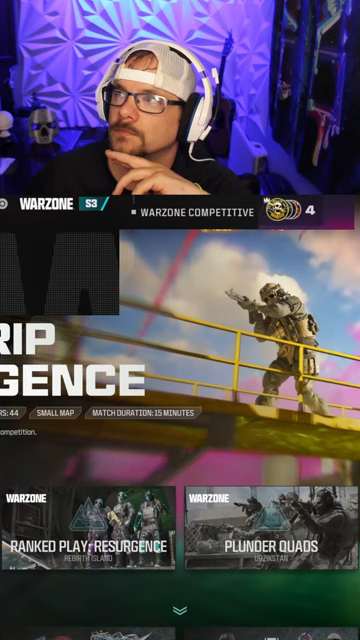 WARZONE S3
WARZONE COMPETITIVE
4
RIP
GENCE
RS: 44
SMALL MAP
MATCH DURATION: 15 MINUTES
ompetition.
WARZONE
RANKED PLAY: RESURGENCE
REBIRTH ISLAND
WARZONE
PLUNDER QUADS
URZIKSTAN